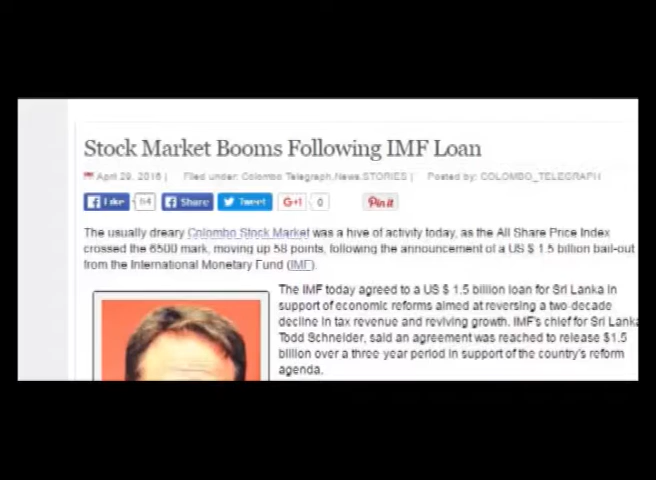 Stock Market Booms Following IMF Loan
April 29, 2016 | Filed under: Colombo Telegraph,News,STORIES | Posted by: COLOMBO_TELEGRAPH
Like 64 Share Tweet G+1 0 Pin it
The usually dreary Colombo Stock Market was a hive of activity today, as the All Share Price Index
crossed the 6500 mark, moving up 58 points, following the announcement of a US $ 1.5 billion bail-out
from the International Monetary Fund (IMF).
The IMF today agreed to a US $ 1.5 billion loan for Sri Lanka in
support of economic reforms aimed at reversing a two-decade
decline in tax revenue and reviving growth. IMF's chief for Sri Lanka
Todd Schneider, said an agreement was reached to release $1.5
billion over a three year period in support of the country's reform
agenda.